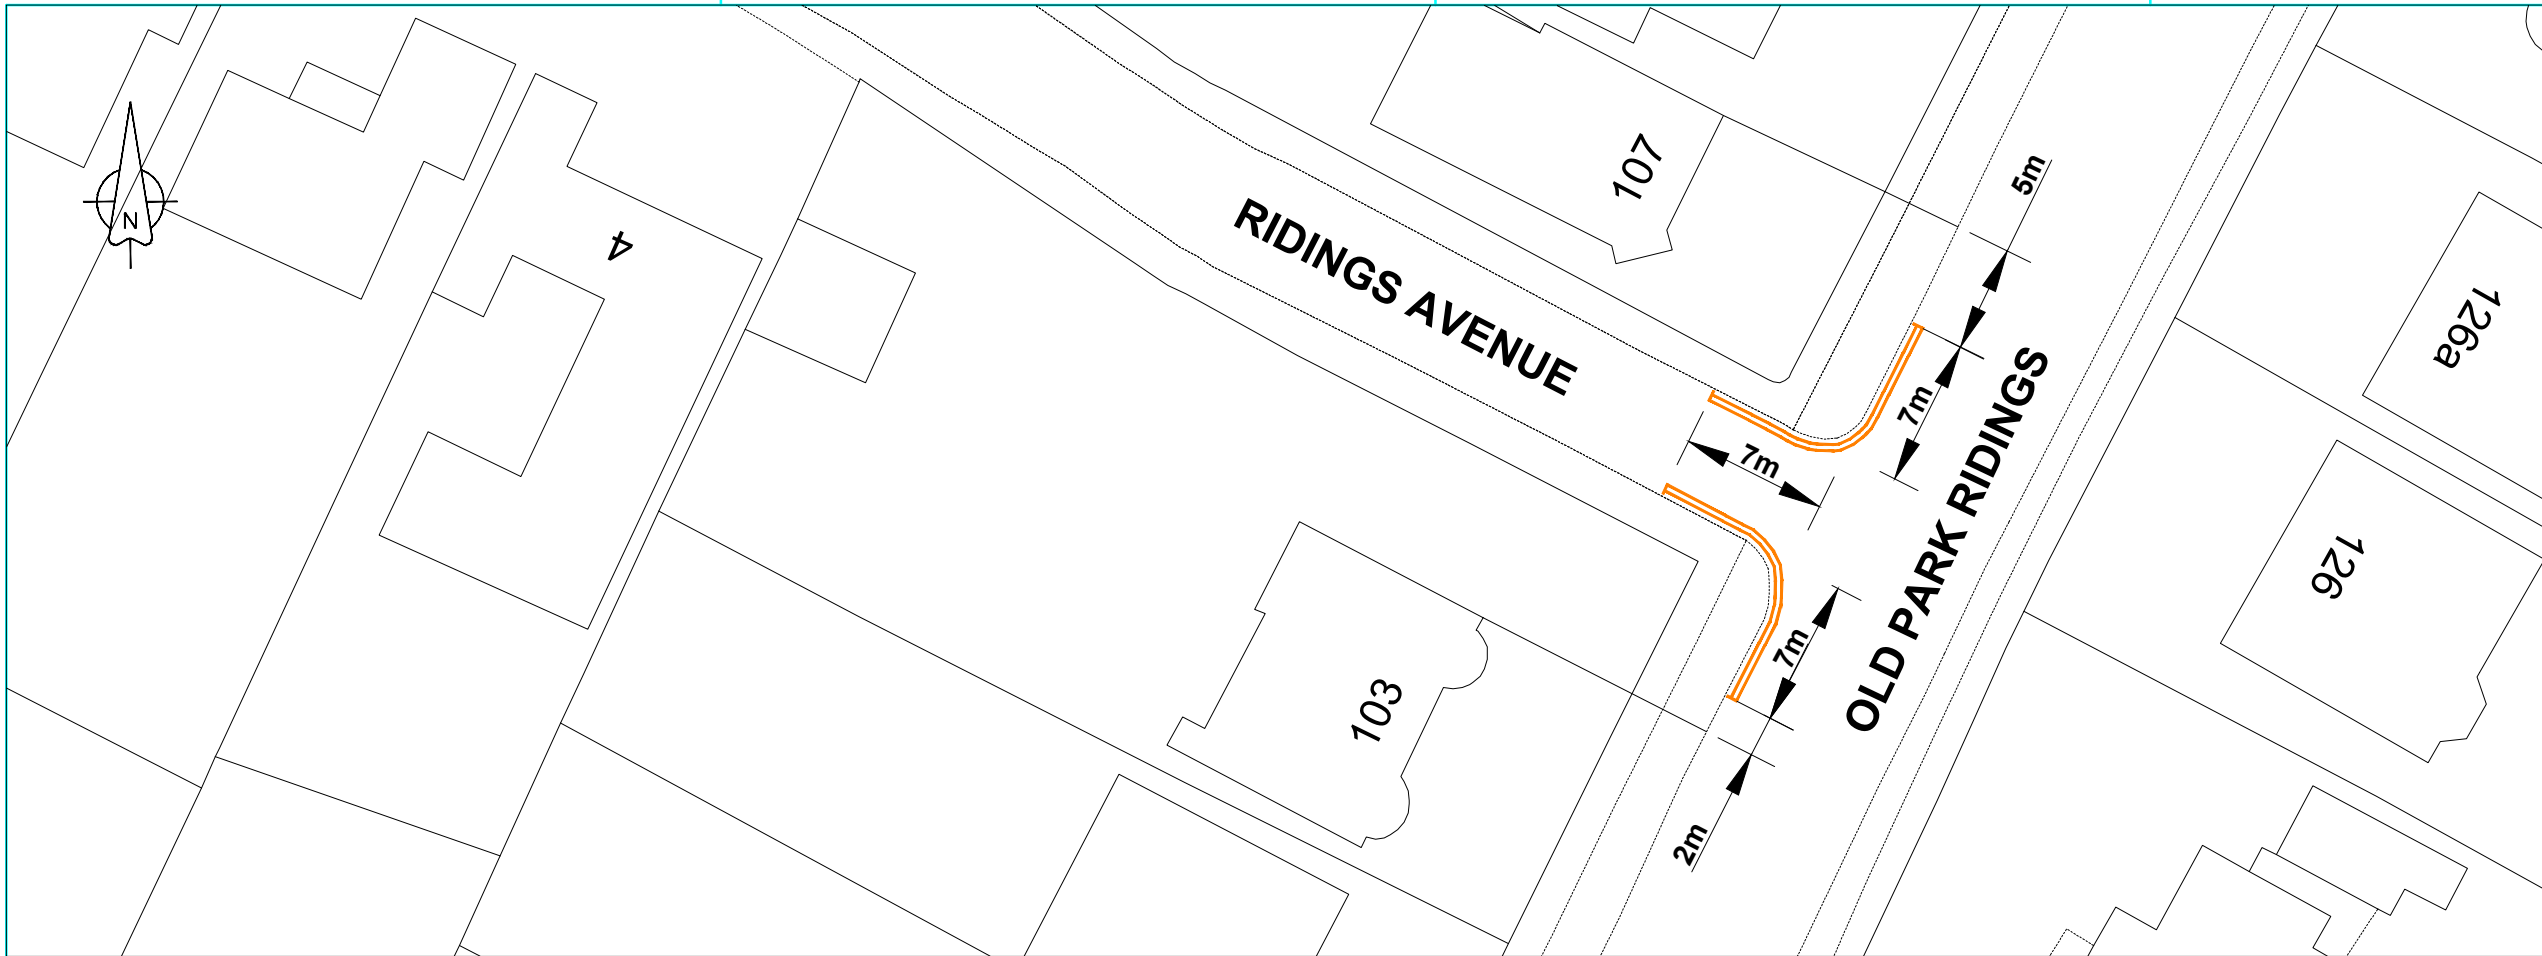 107
5m
N
4
RIDINGS AVENUE
126a
7m
OLD PARK RIDINGS
7m
126
7m
103
2m